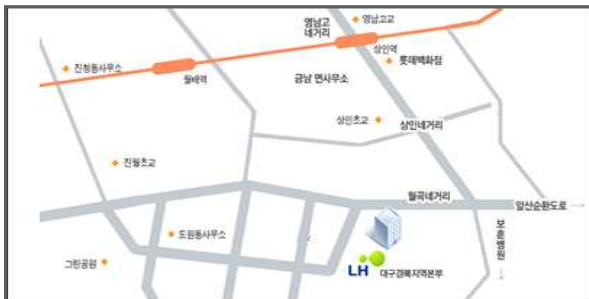 영남고교
영남고
네거리
상인역
롯데백화점
진청동사무소
월배역
금남 면사무소
상인초교
상인네거리
진월초교
월곡네거리
앞산순환도로
보훈병원
도원동사무소
그린공원
LH
대구경북지역본부